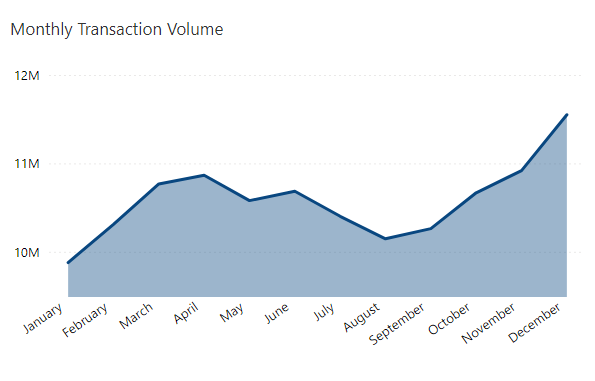 Monthly Transaction Volume
12M
11M
10M
January
February
March
April
May
June
July
August
September
October
November
December